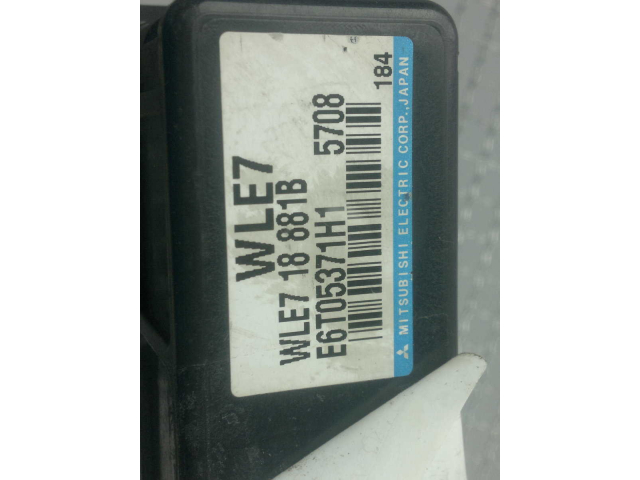 WLE7
WLE7 18 881B
E6T05371H1 5708
184
MITSUBISHI ELECTRIC CORP., JAPAN